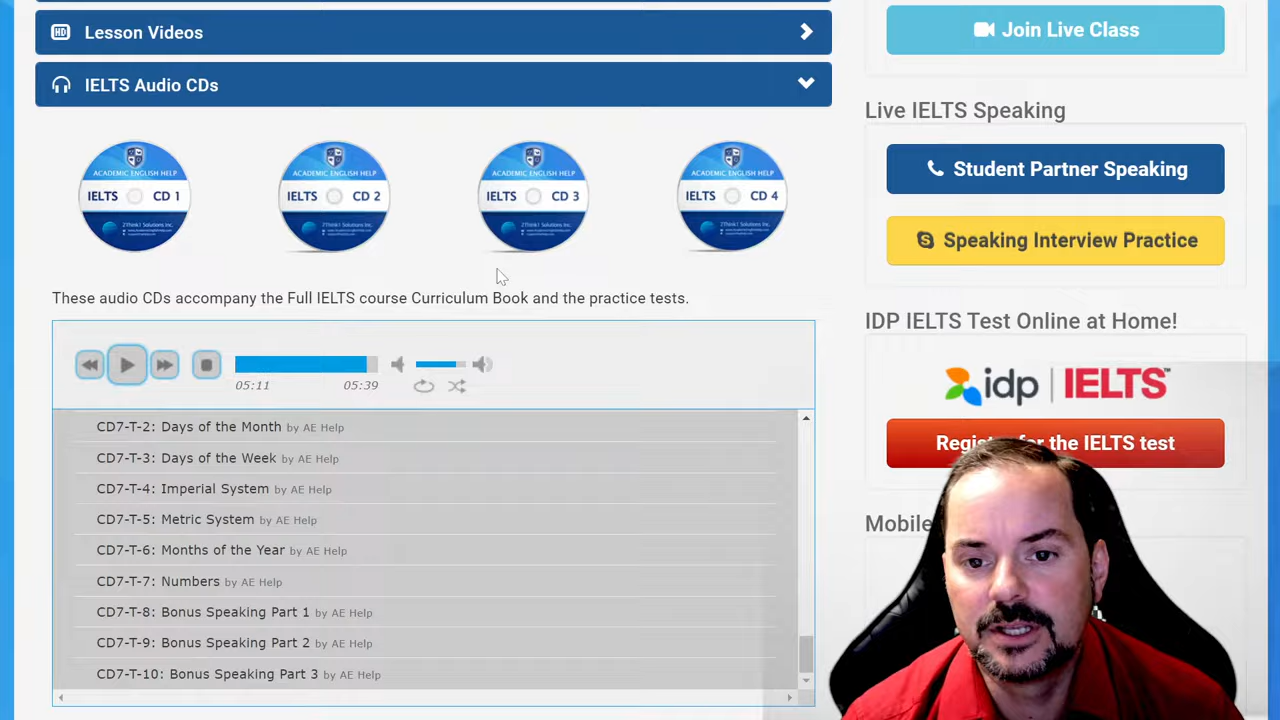 Lesson Videos
IELTS Audio CDs
ACADEMIC ENGLISH HELP
IELTS CD 1
ACADEMIC ENGLISH HELP
IELTS CD 2
ACADEMIC ENGLISH HELP
IELTS CD 3
ACADEMIC ENGLISH HELP
IELTS CD 4
These audio CDs accompany the Full IELTS course Curriculum Book and the practice tests.
05:11 05:39
CD7-T-2: Days of the Month by AE Help
CD7-T-3: Days of the Week by AE Help
CD7-T-4: Imperial System by AE Help
CD7-T-5: Metric System by AE Help
CD7-T-6: Months of the Year by AE Help
CD7-T-7: Numbers by AE Help
CD7-T-8: Bonus Speaking Part 1 by AE Help
CD7-T-9: Bonus Speaking Part 2 by AE Help
CD7-T-10: Bonus Speaking Part 3 by AE Help
Join Live Class
Live IELTS Speaking
Student Partner Speaking
Speaking Interview Practice
IDP IELTS Test Online at Home!
idp | IELTS™
Register for the IELTS test
Mobile